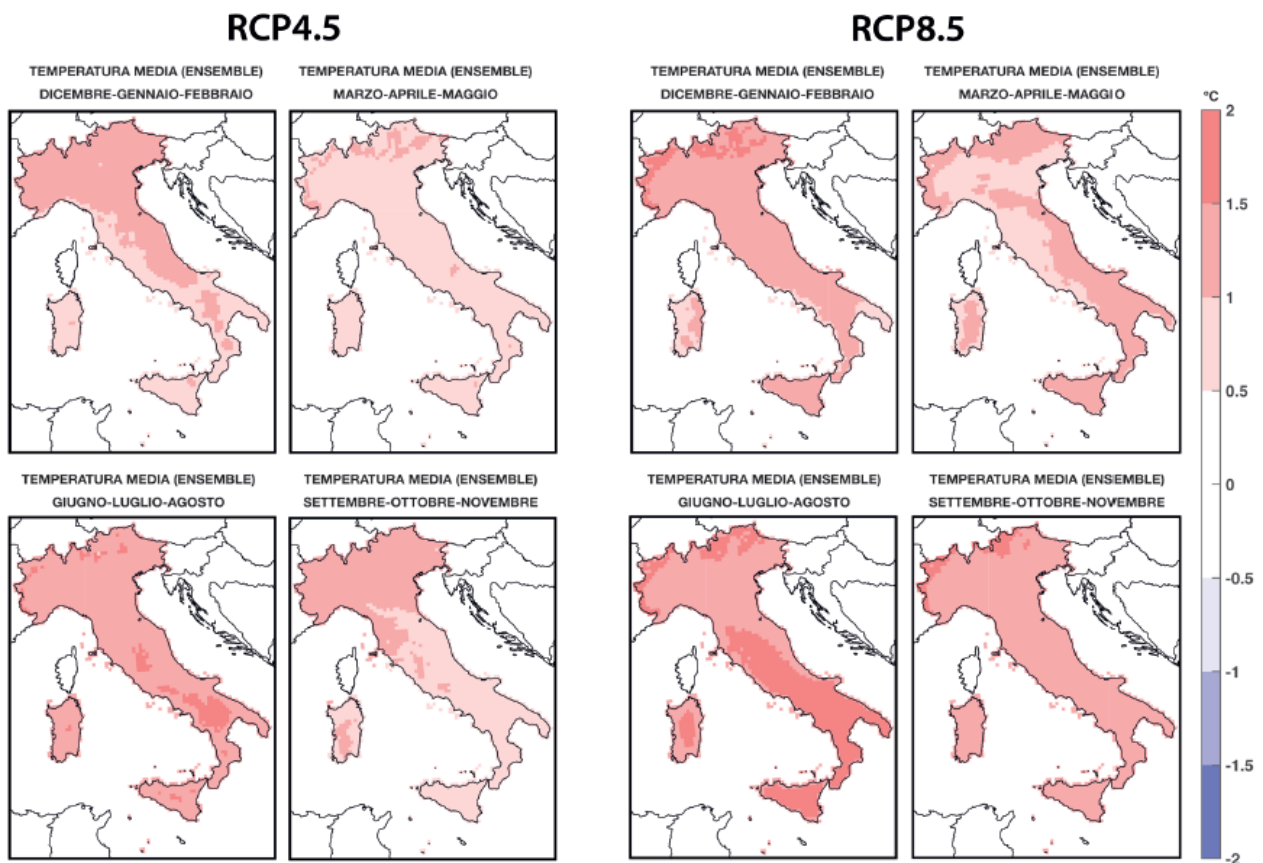 RCP4.5
RCP8.5
TEMPERATURA MEDIA (ENSEMBLE)
DICEMBRE-GENNAIO-FEBBRAIO
TEMPERATURA MEDIA (ENSEMBLE)
MARZO-APRILE-MAGGIO
TEMPERATURA MEDIA (ENSEMBLE)
DICEMBRE-GENNAIO-FEBBRAIO
TEMPERATURA MEDIA (ENSEMBLE)
MARZO-APRILE-MAGGIO
°C
2
1.5
1
0.5
0
-0.5
-1
-1.5
-2
TEMPERATURA MEDIA (ENSEMBLE)
GIUGNO-LUGLIO-AGOSTO
TEMPERATURA MEDIA (ENSEMBLE)
SETTEMBRE-OTTOBRE-NOVEMBRE
TEMPERATURA MEDIA (ENSEMBLE)
GIUGNO-LUGLIO-AGOSTO
TEMPERATURA MEDIA (ENSEMBLE)
SETTEMBRE-OTTOBRE-NOVEMBRE